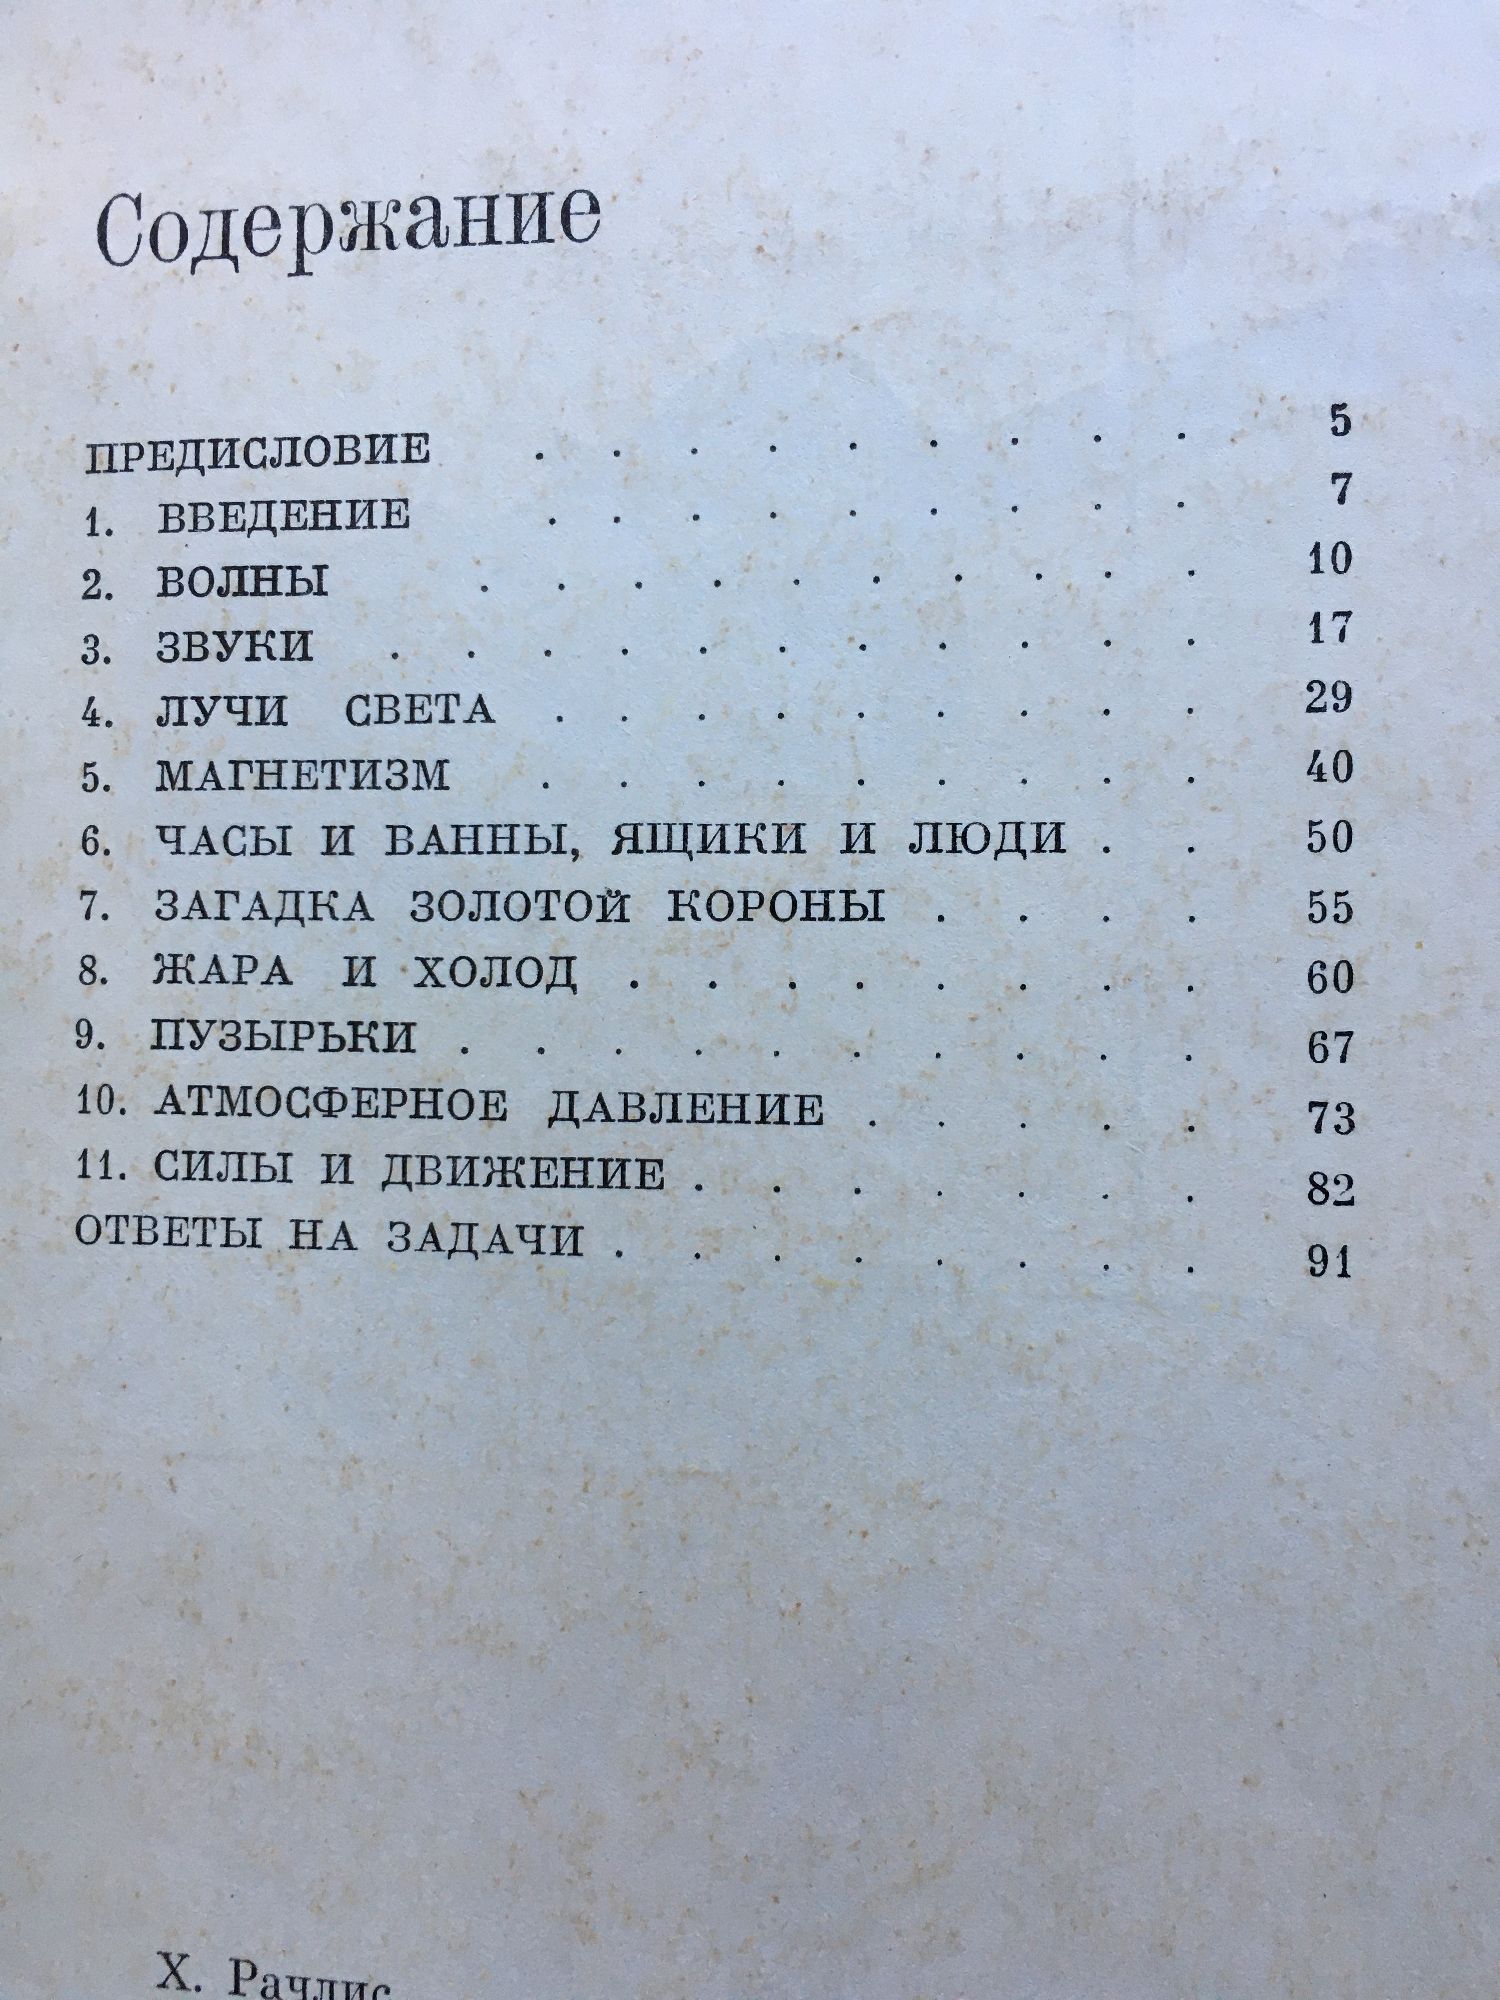 Содержание
ПРЕДИСЛОВИЕ . . . . . . . . . 5
1. ВВЕДЕНИЕ . . . . . . . . . 7
2. ВОЛНЫ . . . . . . . . . . 10
3. ЗВУКИ . . . . . . . . . . . 17
4. ЛУЧИ СВЕТА . . . . . . . . . 29
5. МАГНЕТИЗМ . . . . . . . . . 40
6. ЧАСЫ И ВАННЫ, ЯЩИКИ И ЛЮДИ . . 50
7. ЗАГАДКА ЗОЛОТОЙ КОРОНЫ . . . . 55
8. ЖАРА И ХОЛОД . . . . . . . . 60
9. ПУЗЫРЬКИ . . . . . . . . . . 67
10. АТМОСФЕРНОЕ ДАВЛЕНИЕ . . . . . 73
11. СИЛЫ И ДВИЖЕНИЕ . . . . . . . 82
ОТВЕТЫ НА ЗАДАЧИ . . . . . . . . 91
Х. Рачлис